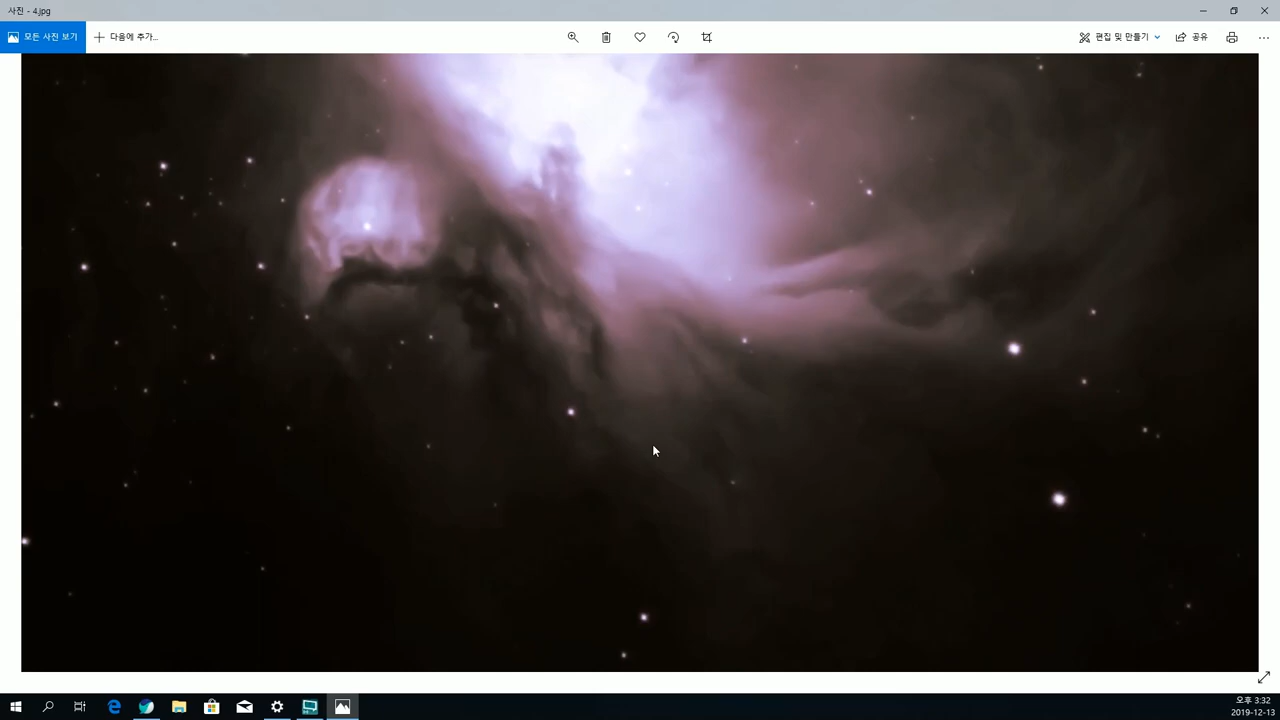 사진 - 4.jpg
모든 사진 보기
다음에 추가...
편집 및 만들기
공유
오후 3:32
2019-12-13